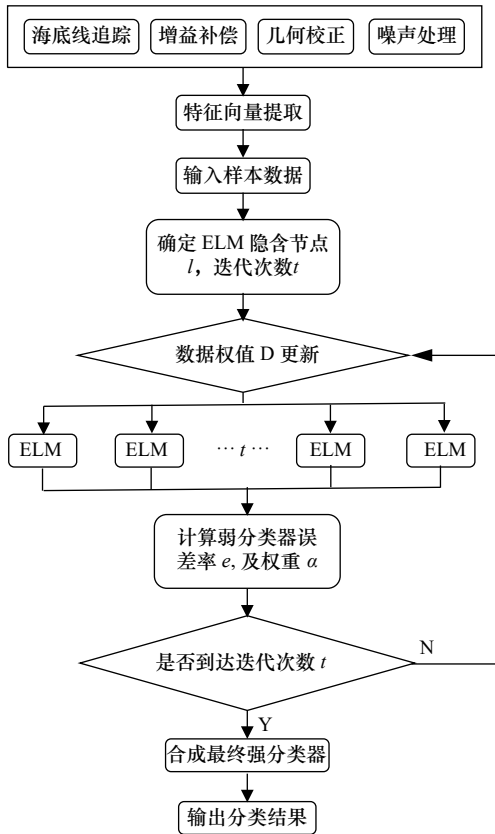 海底线追踪 增益补偿 几何校正 噪声处理
特征向量提取
输入样本数据
确定 ELM 隐含节点
l，迭代次数t
数据权值 D 更新
ELM ELM ··· t ··· ELM ELM
计算弱分类器误
差率 e, 及权重 α
是否到达迭代次数 t
N
Y
合成最终强分类器
输出分类结果